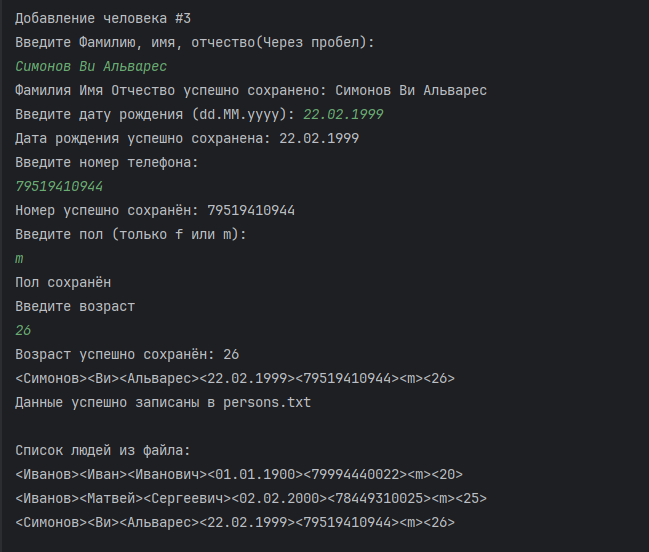 Добавление человека #3
Введите Фамилию, имя, отчество(Через пробел):
Симонов Ви Альварес
Фамилия Имя Отчество успешно сохранено: Симонов Ви Альварес
Введите дату рождения (dd.MM.yyyy): 22.02.1999
Дата рождения успешно сохранена: 22.02.1999
Введите номер телефона:
79519410944
Номер успешно сохранён: 79519410944
Введите пол (только f или m):
m
Пол сохранён
Введите возраст
26
Возраст успешно сохранён: 26
<Симонов><Ви><Альварес><22.02.1999><79519410944><m><26>
Данные успешно записаны в persons.txt
Список людей из файла:
<Иванов><Иван><Иванович><01.01.1900><79994440022><m><20>
<Иванов><Матвей><Сергеевич><02.02.2000><78449310025><m><25>
<Симонов><Ви><Альварес><22.02.1999><79519410944><m><26>